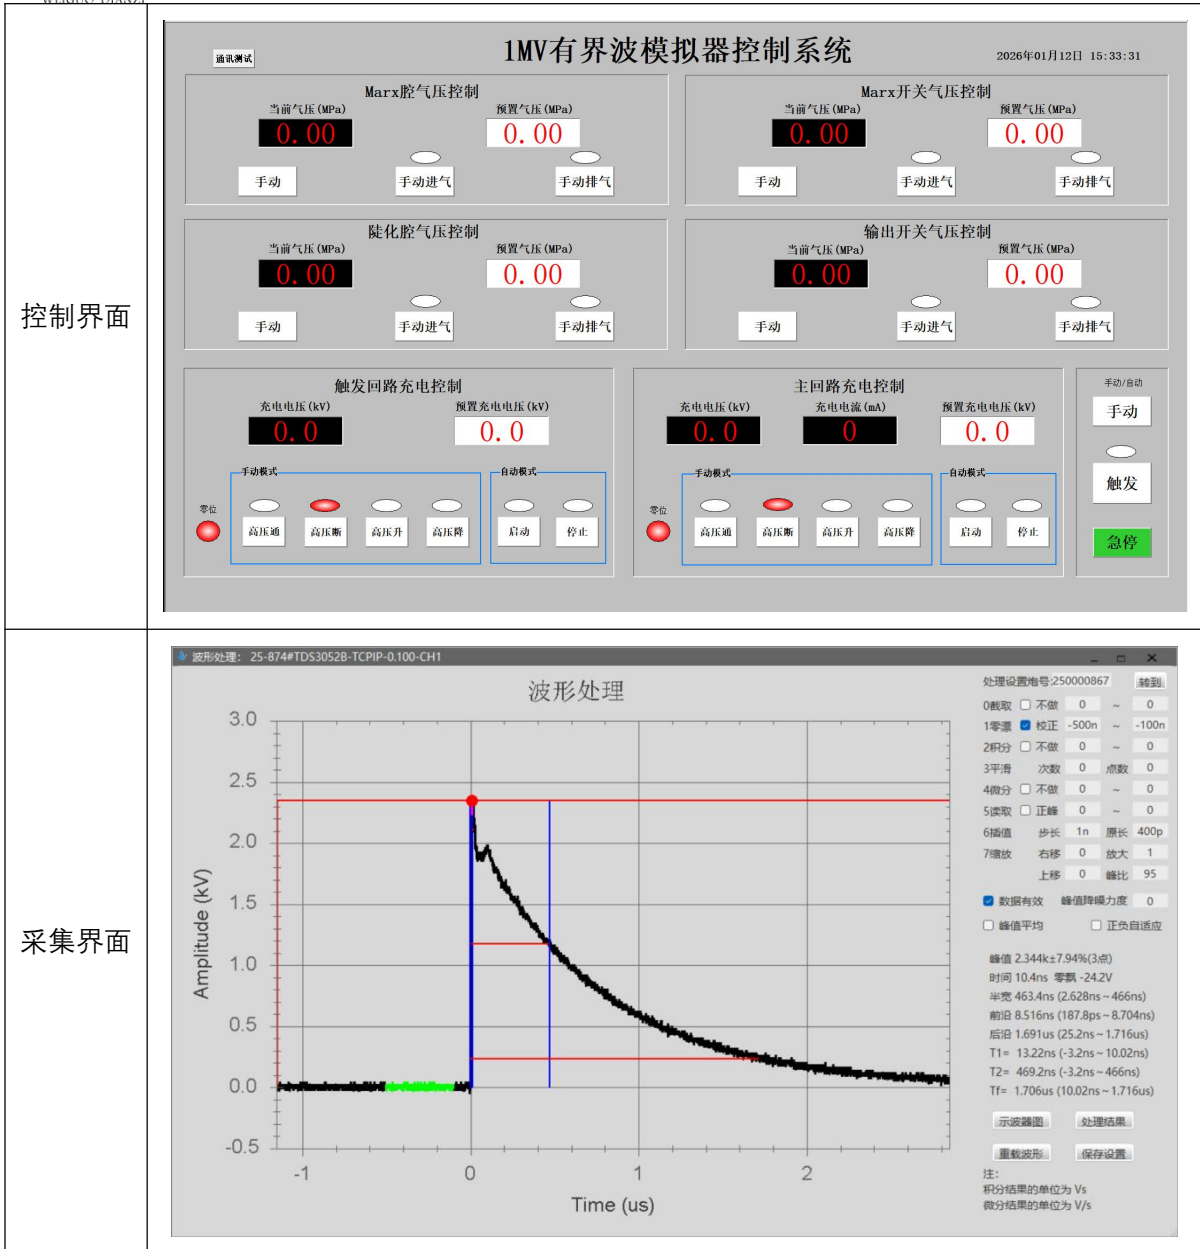 WEIGUO DIANZI
控制界面
1MV有界波模拟器控制系统
通讯测试
2026年01月12日 15:33:31
Marx腔气压控制
当前气压(MPa) 预置气压(MPa)
0.00 0.00
手动 手动进气 手动排气
Marx开关气压控制
当前气压(MPa) 预置气压(MPa)
0.00 0.00
手动 手动进气 手动排气
陡化腔气压控制
当前气压(MPa) 预置气压(MPa)
0.00 0.00
手动 手动进气 手动排气
输出开关气压控制
当前气压(MPa) 预置气压(MPa)
0.00 0.00
手动 手动进气 手动排气
触发回路充电控制
充电电压(kV) 预置充电电压(kV)
0.0 0.0
手动模式 自动模式
零位
高压通 高压断 高压升 高压降 启动 停止
主回路充电控制
充电电压(kV) 充电电流(mA) 预置充电电压(kV)
0.0 0 0.0
手动模式 自动模式
零位
高压通 高压断 高压升 高压降 启动 停止
手动/自动
手动
触发
急停
采集界面
波形处理: 25-874#TDS3052B-TCPIP-0.100-CH1
波形处理
3.0
2.5
2.0
1.5
1.0
0.5
0.0
-0.5
Amplitude (kV)
-1 0 1 2
Time (us)
处理设置炮号:250000867 转到
0截取 不做 0 ~ 0
1零漂 校正 -500n ~ -100n
2积分 不做 0 ~ 0
3平滑 次数 0 点数 0
4微分 不做 0 ~ 0
5读取 正峰 0 ~ 0
6插值 步长 1n 原长 400p
7缩放 右移 0 放大 1
上移 0 峰比 95
数据有效 峰值降噪力度 0
峰值平均 正负自适应
峰值 2.344k±7.94%(3点)
时间 10.4ns 零飘 -24.2V
半宽 463.4ns (2.628ns~466ns)
前沿 8.516ns (187.8ps~8.704ns)
后沿 1.691us (25.2ns~1.716us)
T1= 13.22ns (-3.2ns~10.02ns)
T2= 469.2ns (-3.2ns~466ns)
Tf= 1.706us (10.02ns~1.716us)
示波器图 处理结果
重载波形 保存设置
注:
积分结果的单位为 Vs
微分结果的单位为 V/s